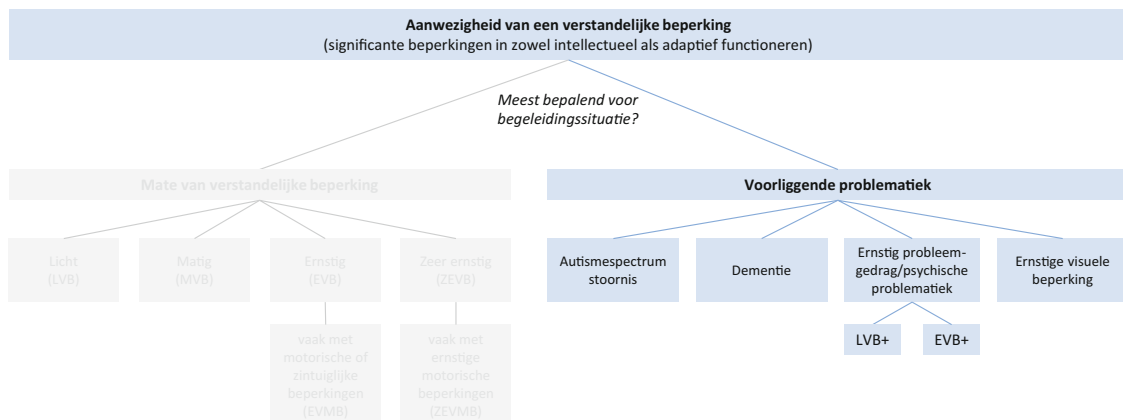 Aanwezigheid van een verstandelijke beperking
(significante beperkingen in zowel intellectueel als adaptief functioneren)
Meest bepalend voor
begeleidingssituatie?
Mate van verstandelijke beperking
Licht
(LVB)
Matig
(MVB)
Ernstig
(EVB)
Zeer ernstig
(ZEVB)
vaak met
motorische of
zintuiglijke
beperkingen
(EVMB)
vaak met
ernstige
motorische
beperkingen
(ZEVMB)
Voorliggende problematiek
Autismespectrum
stoornis
Dementie
Ernstig probleem-
gedrag/psychische
problematiek
Ernstige visuele
beperking
LVB+
EVB+